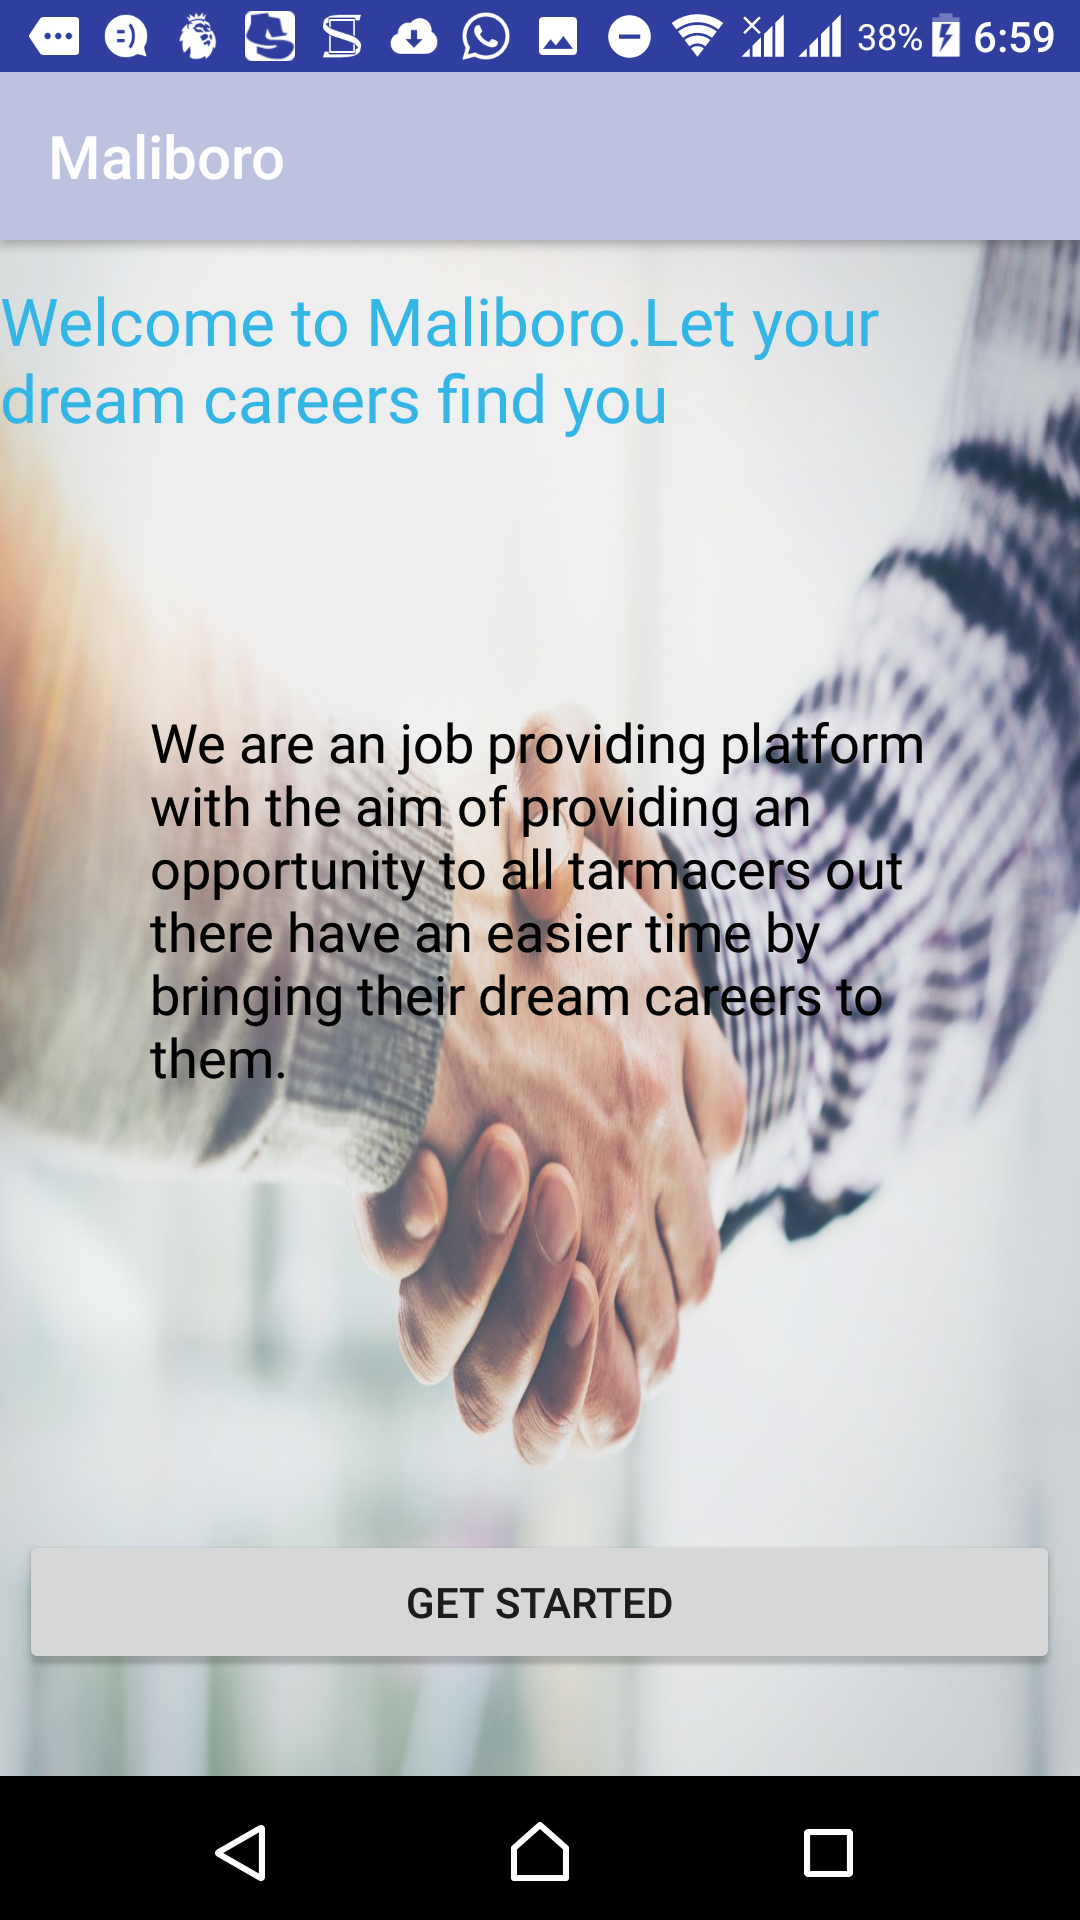 38% 6:59
Maliboro
Welcome to Maliboro.Let your
dream careers find you
We are an job providing platform
with the aim of providing an
opportunity to all tarmacers out
there have an easier time by
bringing their dream careers to
them.
GET STARTED